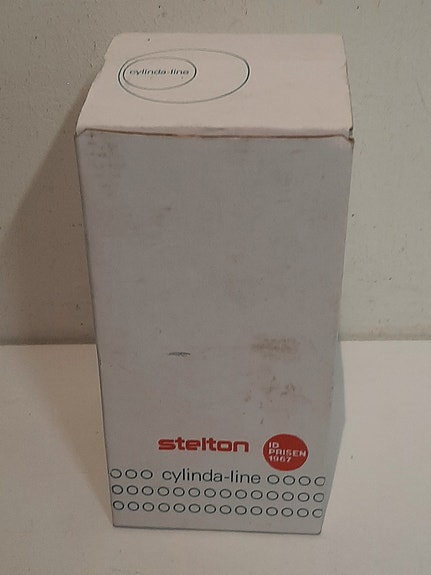 cylinda-line
stelton
ID
PRISEN
1967
cylinda-line